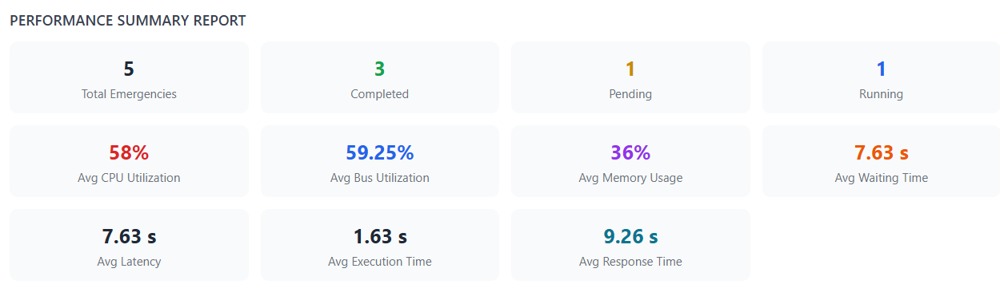 PERFORMANCE SUMMARY REPORT
5
Total Emergencies
3
Completed
1
Pending
1
Running
58%
Avg CPU Utilization
59.25%
Avg Bus Utilization
36%
Avg Memory Usage
7.63 s
Avg Waiting Time
7.63 s
Avg Latency
1.63 s
Avg Execution Time
9.26 s
Avg Response Time